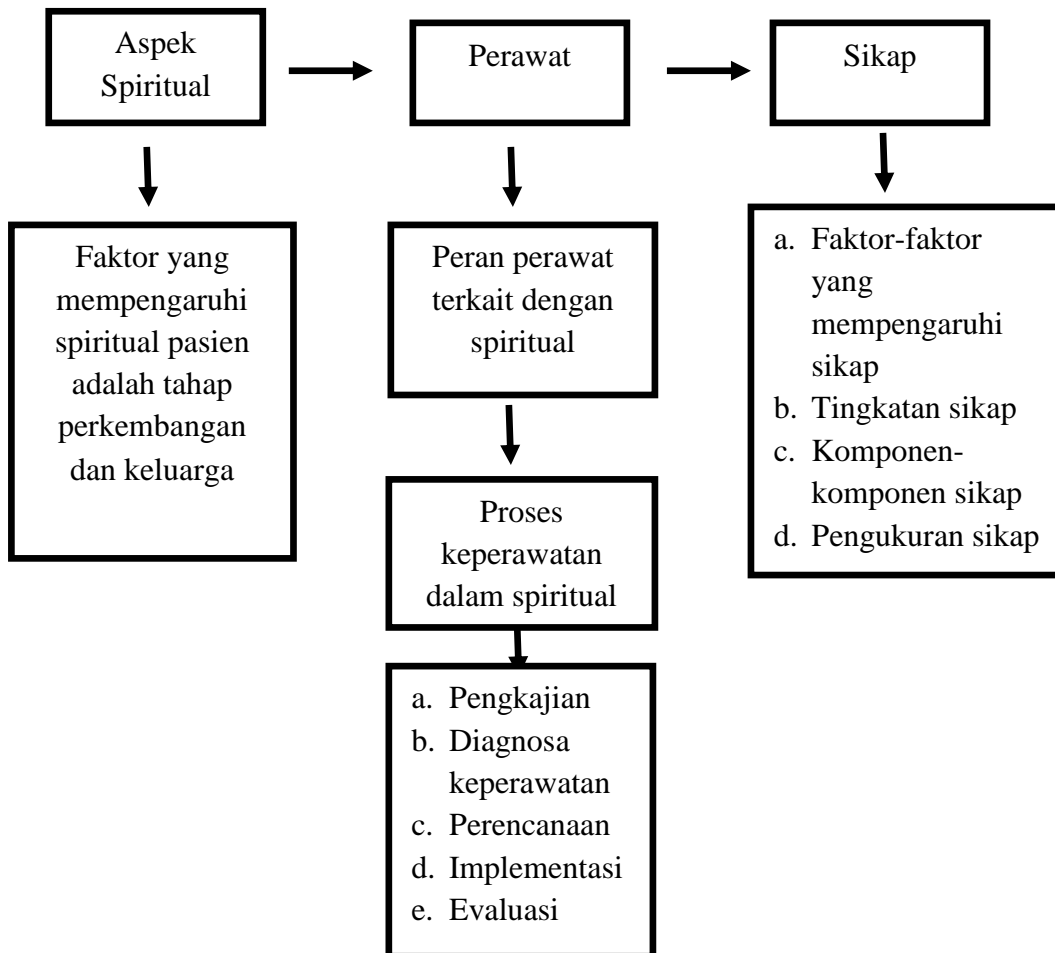 Aspek
Spiritual
Perawat
Sikap
Faktor yang
mempengaruhi
spiritual pasien
adalah tahap
perkembangan
dan keluarga
Peran perawat
terkait dengan
spiritual
a. Faktor-faktor
yang
mempengaruhi
sikap
b. Tingkatan sikap
c. Komponen-
komponen sikap
d. Pengukuran sikap
Proses
keperawatan
dalam spiritual
a. Pengkajian
b. Diagnosa
keperawatan
c. Perencanaan
d. Implementasi
e. Evaluasi